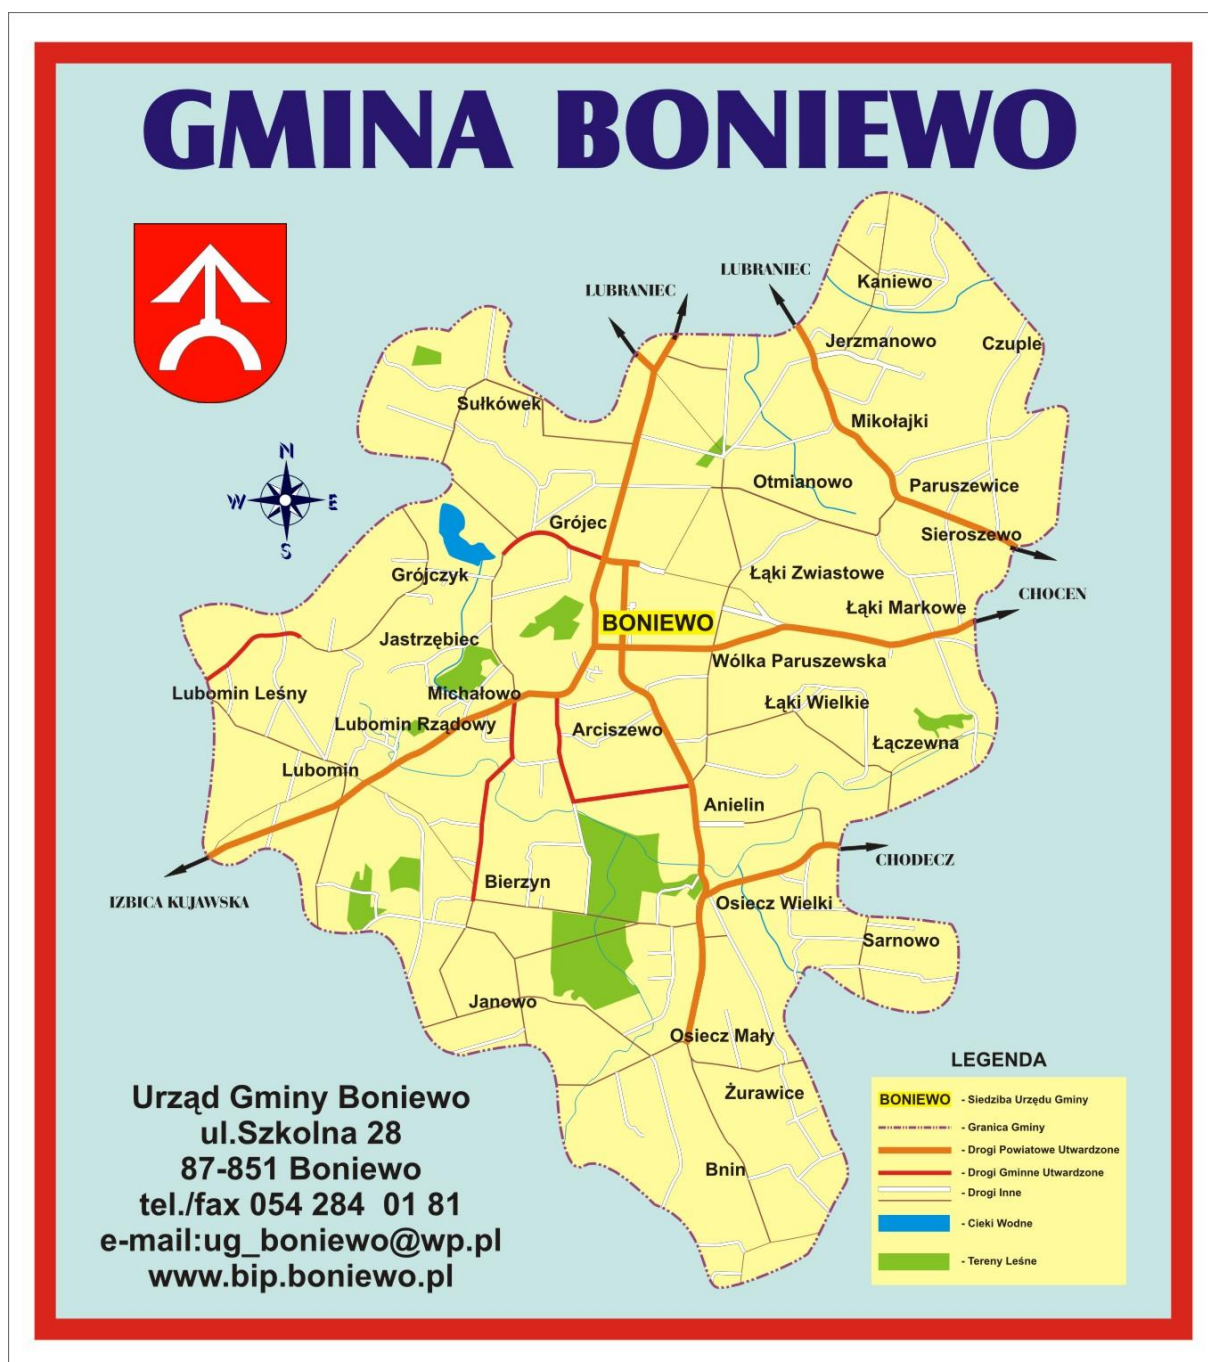 GMINA BONIEWO
LUBRANIEC
LUBRANIEC
Kaniewo
Jerzmanowo
Czuple
Sułkówek
Mikołajki
N
W
E
S
Otmianowo
Paruszewice
Grójec
Sieroszewo
Grójczyk
Łąki Zwiastowe
CHOCEN
Łąki Markowe
BONIEWO
Jastrzębiec
Wólka Paruszewska
Lubomin Leśny
Michałowo
Łąki Wielkie
Lubomin Rządowy
Arciszewo
Łączewna
Lubomin
Anielin
CHODECZ
Bierzyn
IZBICA KUJAWSKA
Osiecz Wielki
Sarnowo
Janowo
Osiecz Mały
Żurawice
Bnin
Urząd Gminy Boniewo
ul.Szkolna 28
87-851 Boniewo
tel./fax 054 284 01 81
e-mail:ug_boniewo@wp.pl
www.bip.boniewo.pl
LEGENDA
BONIEWO - Siedziba Urzędu Gminy
- Granica Gminy
- Drogi Powiatowe Utwardzone
- Drogi Gminne Utwardzone
- Drogi Inne
- Cieki Wodne
- Tereny Leśne